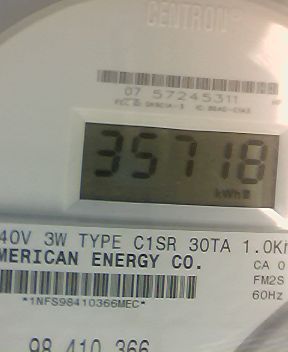 CENTRON®
07 57245311
35718
kWh
40V 3W TYPE C1SR 30TA 1.0K
MERICAN ENERGY CO.
CA 0
FM2S
*1NFS98410366MEC*
60Hz
98 410 366